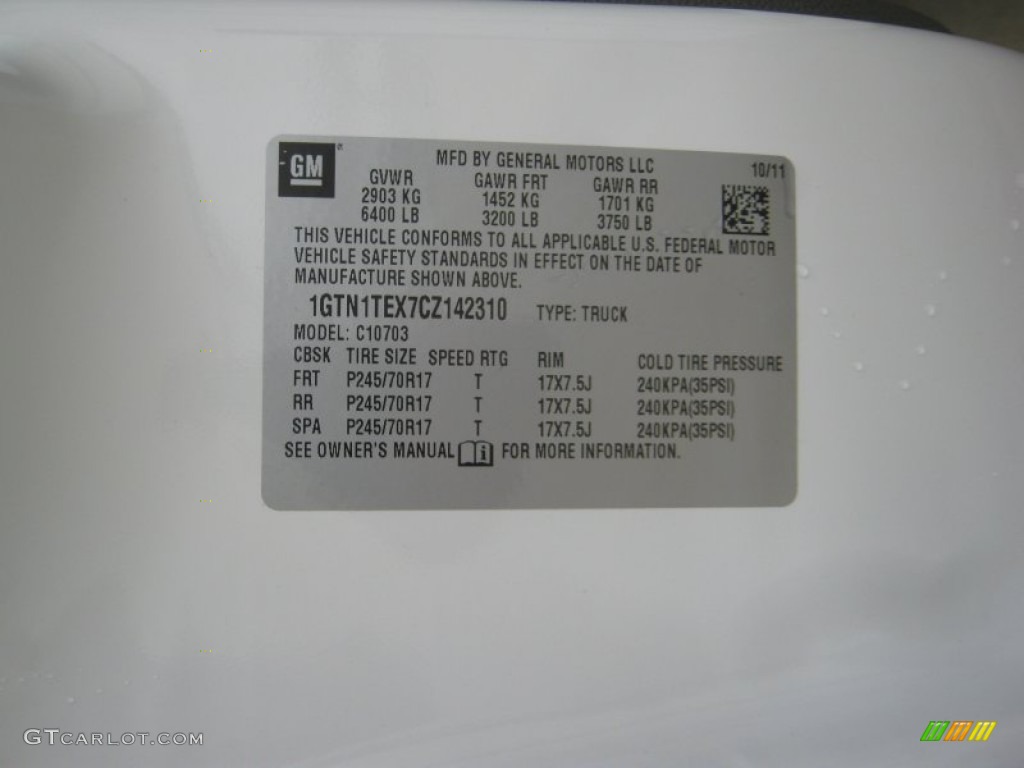 GM
MFD BY GENERAL MOTORS LLC 10/11
GVWR GAWR FRT GAWR RR
2903 KG 1452 KG 1701 KG
6400 LB 3200 LB 3750 LB
THIS VEHICLE CONFORMS TO ALL APPLICABLE U.S. FEDERAL MOTOR
VEHICLE SAFETY STANDARDS IN EFFECT ON THE DATE OF
MANUFACTURE SHOWN ABOVE.
1GTN1TEX7CZ142310 TYPE: TRUCK
MODEL: C10703
CBSK TIRE SIZE SPEED RTG RIM COLD TIRE PRESSURE
FRT P245/70R17 T 17X7.5J 240KPA(35PSI)
RR P245/70R17 T 17X7.5J 240KPA(35PSI)
SPA P245/70R17 T 17X7.5J 240KPA(35PSI)
SEE OWNER'S MANUAL i FOR MORE INFORMATION.
GTCARLOT.COM